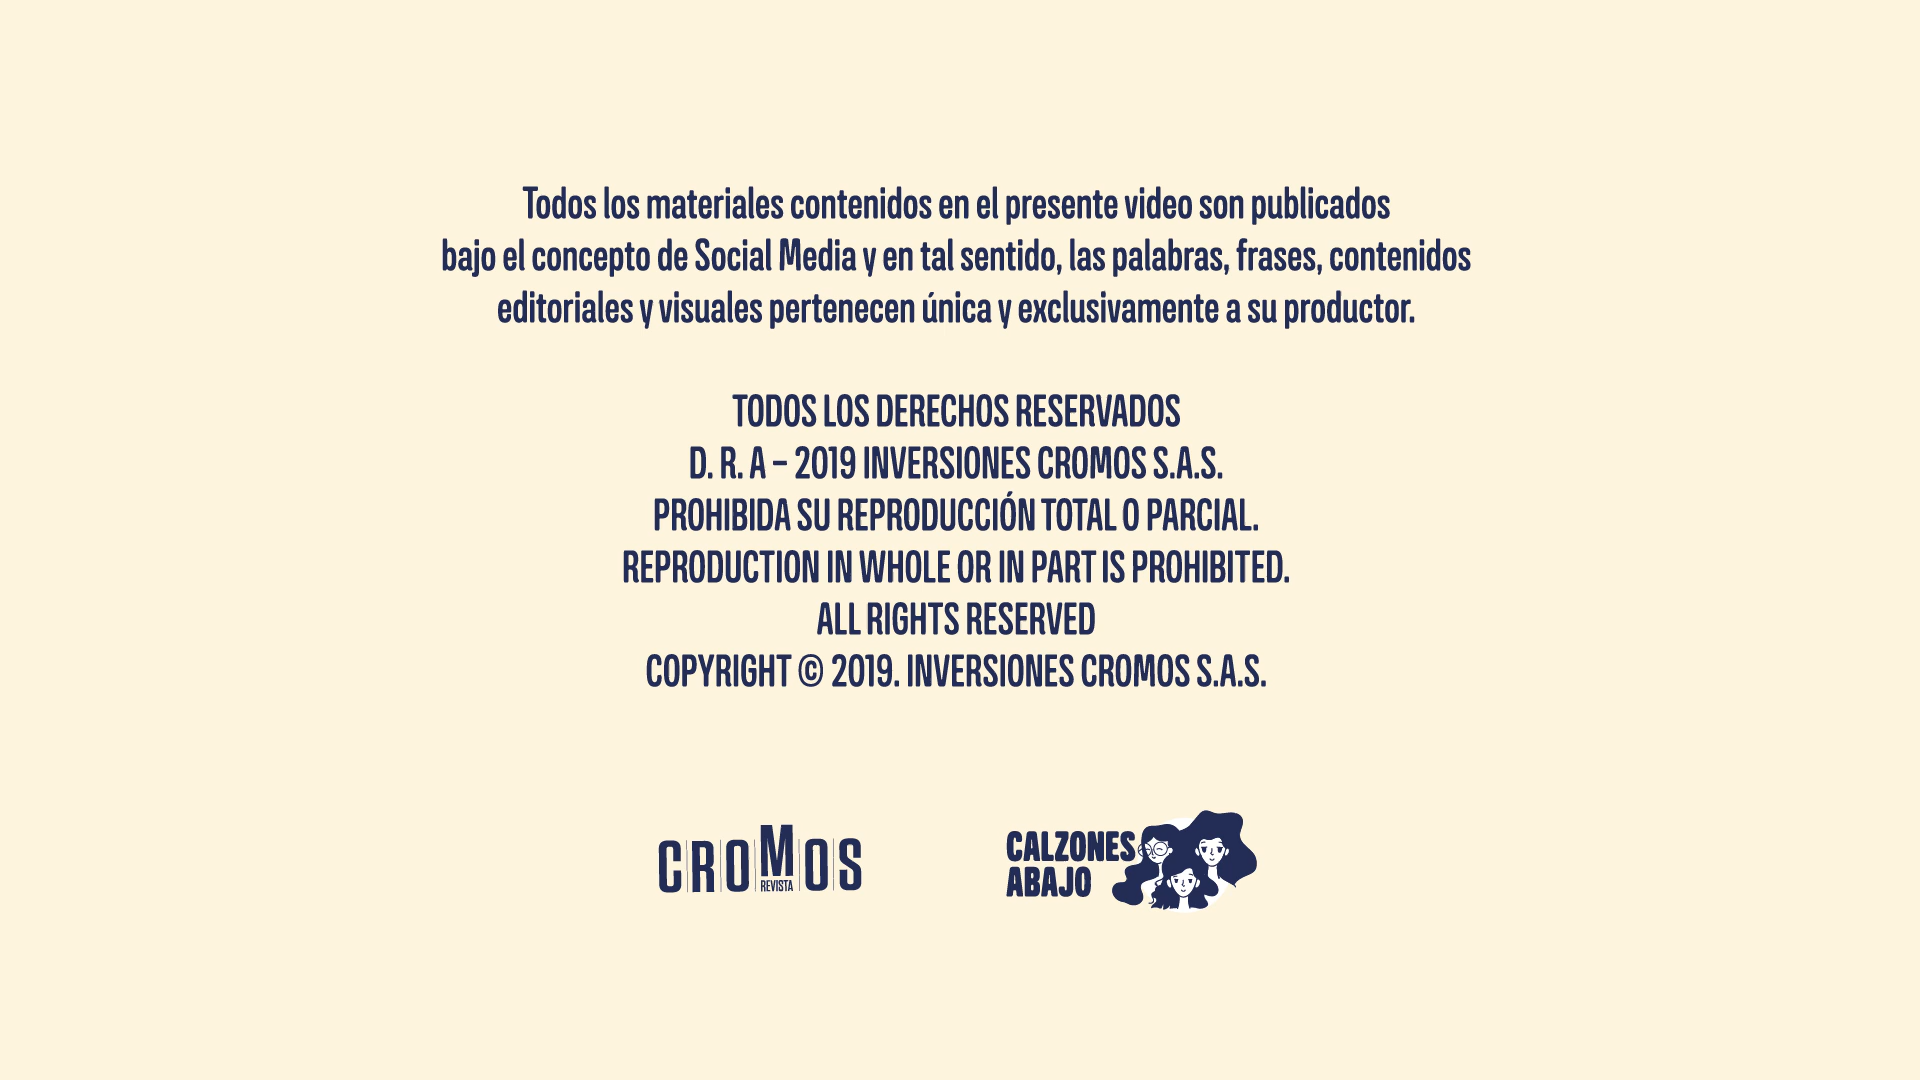 Todos los materiales contenidos en el presente video son publicados
bajo el concepto de Social Media y en tal sentido, las palabras, frases, contenidos
editoriales y visuales pertenecen única y exclusivamente a su productor.
TODOS LOS DERECHOS RESERVADOS
D. R. A – 2019 INVERSIONES CROMOS S.A.S.
PROHIBIDA SU REPRODUCCIÓN TOTAL O PARCIAL.
REPRODUCTION IN WHOLE OR IN PART IS PROHIBITED.
ALL RIGHTS RESERVED
COPYRIGHT © 2019. INVERSIONES CROMOS S.A.S.
CROMOS
REVISTA
CALZONES
ABAJO